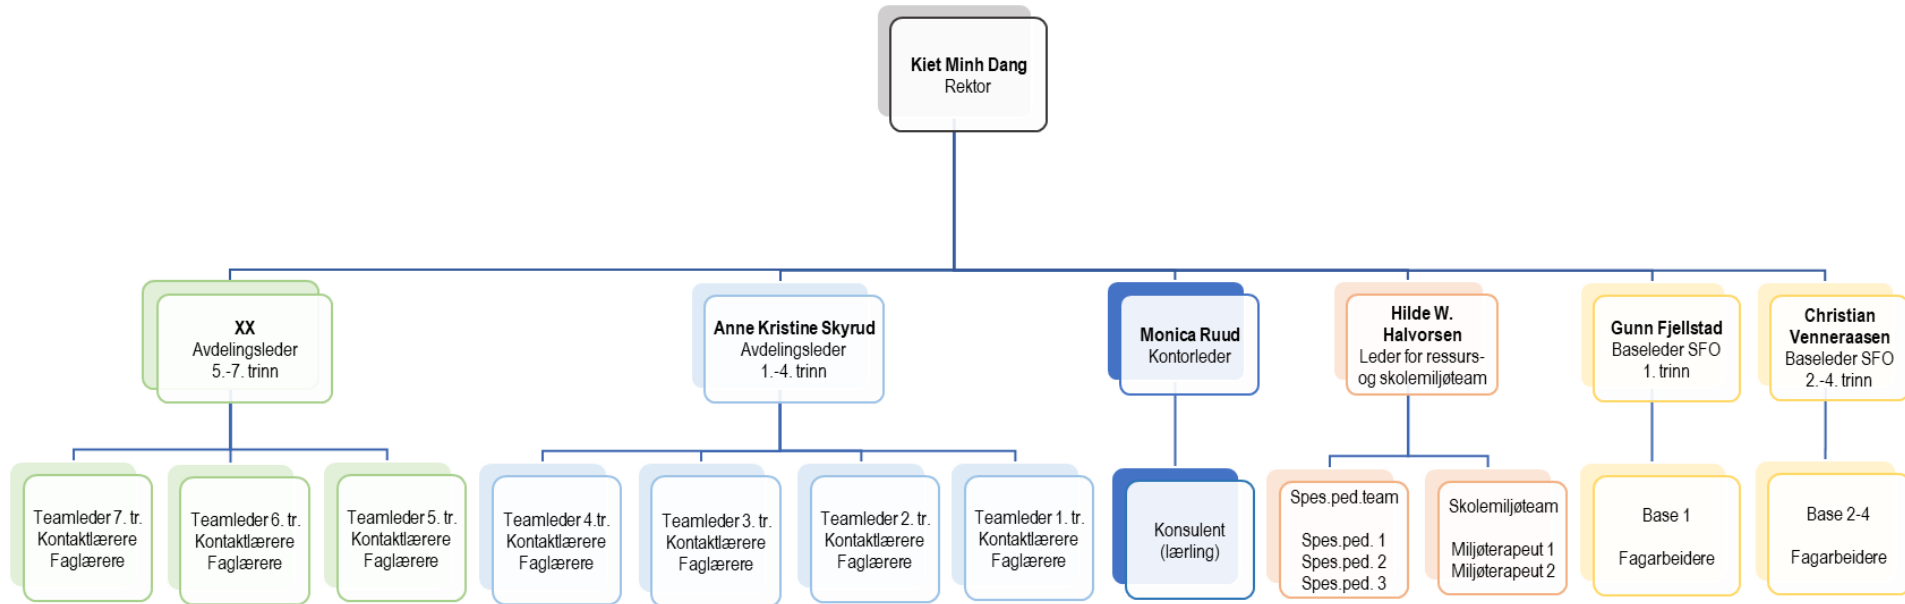 Kiet Minh Dang
Rektor
XX
Avdelingsleder
5.-7. trinn
Anne Kristine Skyrud
Avdelingsleder
1.-4. trinn
Monica Ruud
Kontorleder
Hilde W.
Halvorsen
Leder for ressurs-
og skolemiljøteam
Gunn Fjellstad
Baseleder SFO
1. trinn
Christian
Venneraasen
Baseleder SFO
2.-4. trinn
Teamleder 7. tr.
Kontaktlærere
Faglærere
Teamleder 6. tr.
Kontaktlærere
Faglærere
Teamleder 5. tr.
Kontaktlærere
Faglærere
Teamleder 4.tr.
Kontaktlærere
Faglærere
Teamleder 3. tr.
Kontaktlærere
Faglærere
Teamleder 2. tr.
Kontaktlærere
Faglærere
Teamleder 1. tr.
Kontaktlærere
Faglærere
Konsulent
(lærling)
Spes.ped.team
Spes.ped. 1
Spes.ped. 2
Spes.ped. 3
Skolemiljøteam
Miljøterapeut 1
Miljøterapeut 2
Base 1
Fagarbeidere
Base 2-4
Fagarbeidere